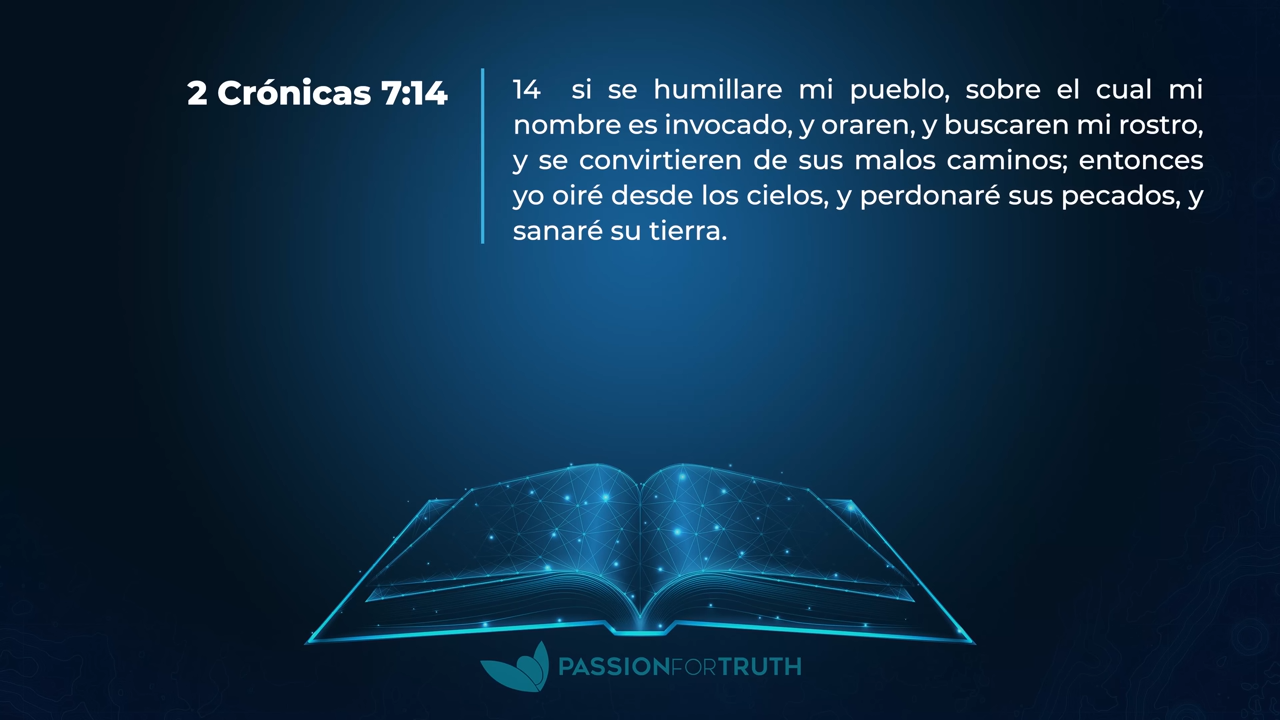 2 Crónicas 7:14
14 si se humillare mi pueblo, sobre el cual mi
nombre es invocado, y oraren, y buscaren mi rostro,
y se convirtieren de sus malos caminos; entonces
yo oiré desde los cielos, y perdonaré sus pecados, y
sanaré su tierra.
PASSIONFORTRUTH